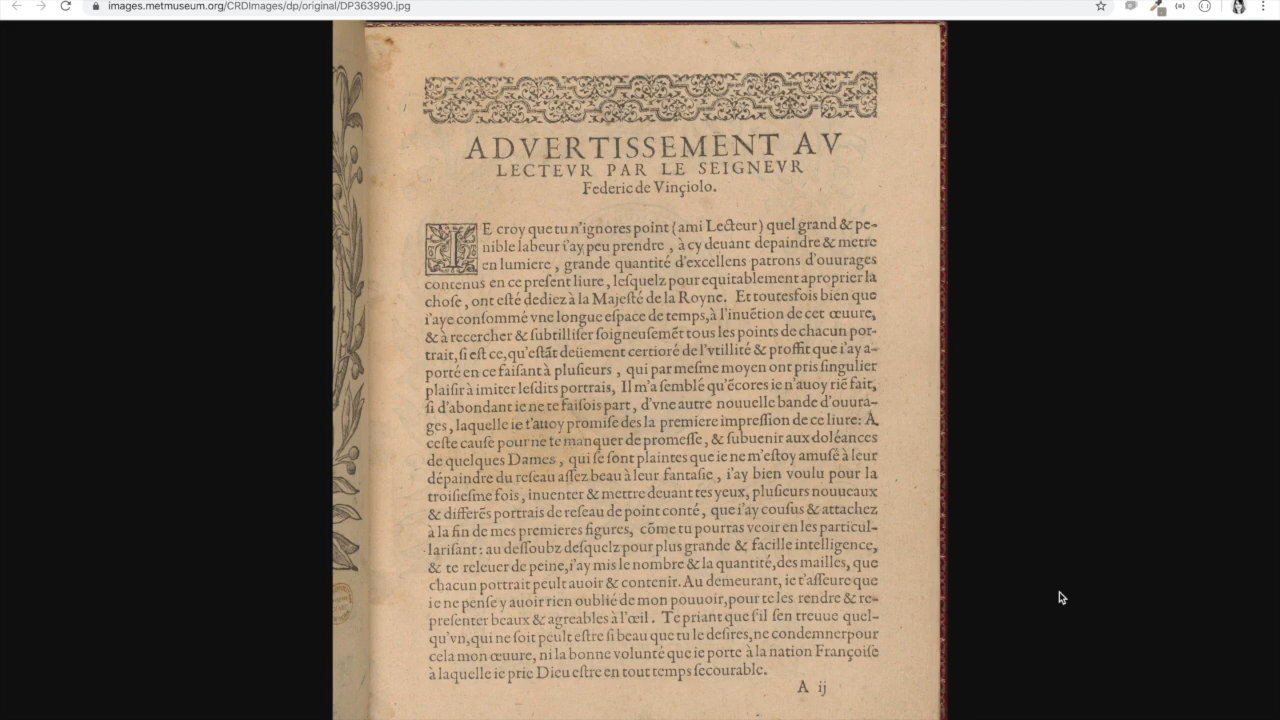 images.metmuseum.org/CRDImages/dp/original/DP363990.jpg
ADVERTISSEMENT AV
LECTEVR PAR LE SEIGNEVR
Federic de Vinçiolo.
IE croy que tu n'ignores point (ami Lecteur) quel grand & pe-
nible labeur i'ay peu prendre , à cy deuant depaindre & metre
en lumiere , grande quantité d'excellens patrons d'ouurages
contenus en ce present liure , lesquelz pour equitablement aproprier la
chose , ont esté dediez à la Majesté de la Royne. Et toutesfois bien que
i'aye consommé vne longue espace de temps, à l'inuẽtion de cet œuure,
& à recercher & subtilliser soigneusemẽt tous les points de chacun por-
trait, si est ce, qu'estãt deüement certioré de l'vtillité & proffit que i'ay a-
porté en ce faisant à plusieurs , qui par mesme moyen ont pris singulier
plaisir à imiter lesdits portrais, Il m'a semblé qu'ẽcores ie n'auoy riẽ fait,
si d'abondant ie ne te faisois part , d'vne autre nouuelle bande d'ouura-
ges , laquelle ie t'auoy promise des la premiere impression de ce liure: A
ceste cause pour ne te manquer de promesse , & subuenir aux doléances
de quelques Dames , qui se sont plaintes que ie ne m'estoy amusé à leur
dépaindre du reseau assez beau à leur fantasie , i'ay bien voulu pour la
troisiesme fois , inuenter & mettre deuant tes yeux, plusieurs nouueaux
& differẽs portrais de reseau de point conté , que i'ay cousus & attachez
à la fin de mes premieres figures, cõme tu pourras veoir en les particul-
larisant : au dessoubz desquelz pour plus grande & facille intelligence,
& te releuer de peine, i'ay mis le nombre & la quantité, des mailles, que
chacun portrait peult auoir & contenir. Au demeurant, ie t'asseure que
ie ne pense y auoir rien oublié de mon pouuoir, pour te les rendre & re-
presenter beaux & agreables à l'œil . Te priant que s'il s'en treuue quel-
qu'vn, qui ne soit peult estre si beau que tu le desires, ne condemner pour
cela mon œuure, ni la bonne volunté que ie porte à la nation Françoise
à laquelle ie prie Dieu estre en tout temps secourable.
A ij